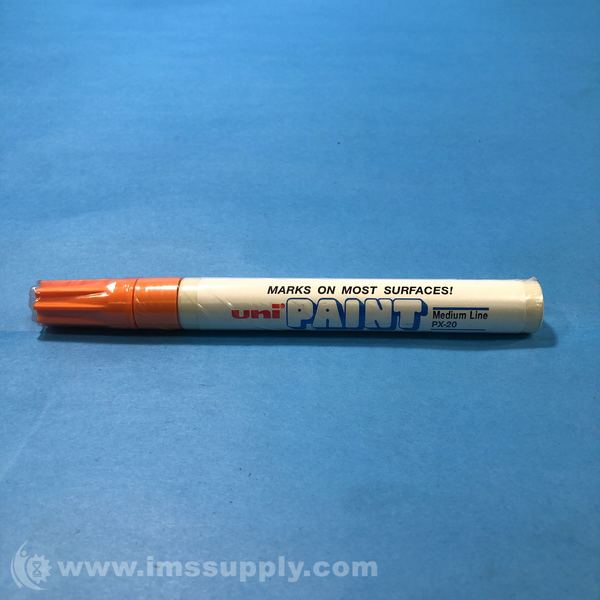 MARKS ON MOST SURFACES!
uni PAINT Medium Line
PX-20
www.imssupply.com